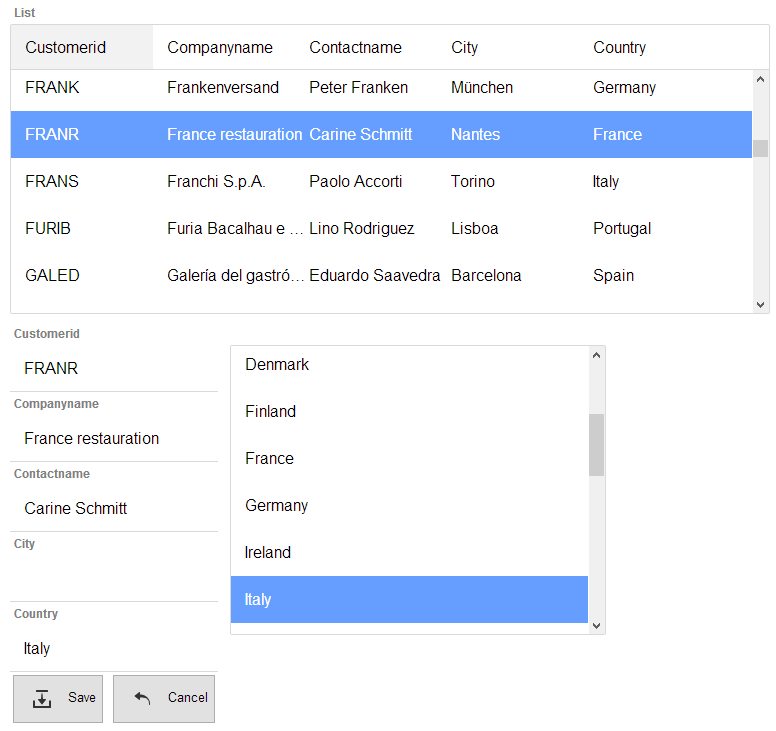 List
Customerid Companyname Contactname City Country
FRANK Frankenversand Peter Franken München Germany
FRANR France restauration Carine Schmitt Nantes France
FRANS Franchi S.p.A. Paolo Accorti Torino Italy
FURIB Furia Bacalhau e ... Lino Rodriguez Lisboa Portugal
GALED Galería del gastró... Eduardo Saavedra Barcelona Spain
Customerid
FRANR
Companyname
France restauration
Contactname
Carine Schmitt
City
Country
Italy
Save Cancel
Denmark
Finland
France
Germany
Ireland
Italy